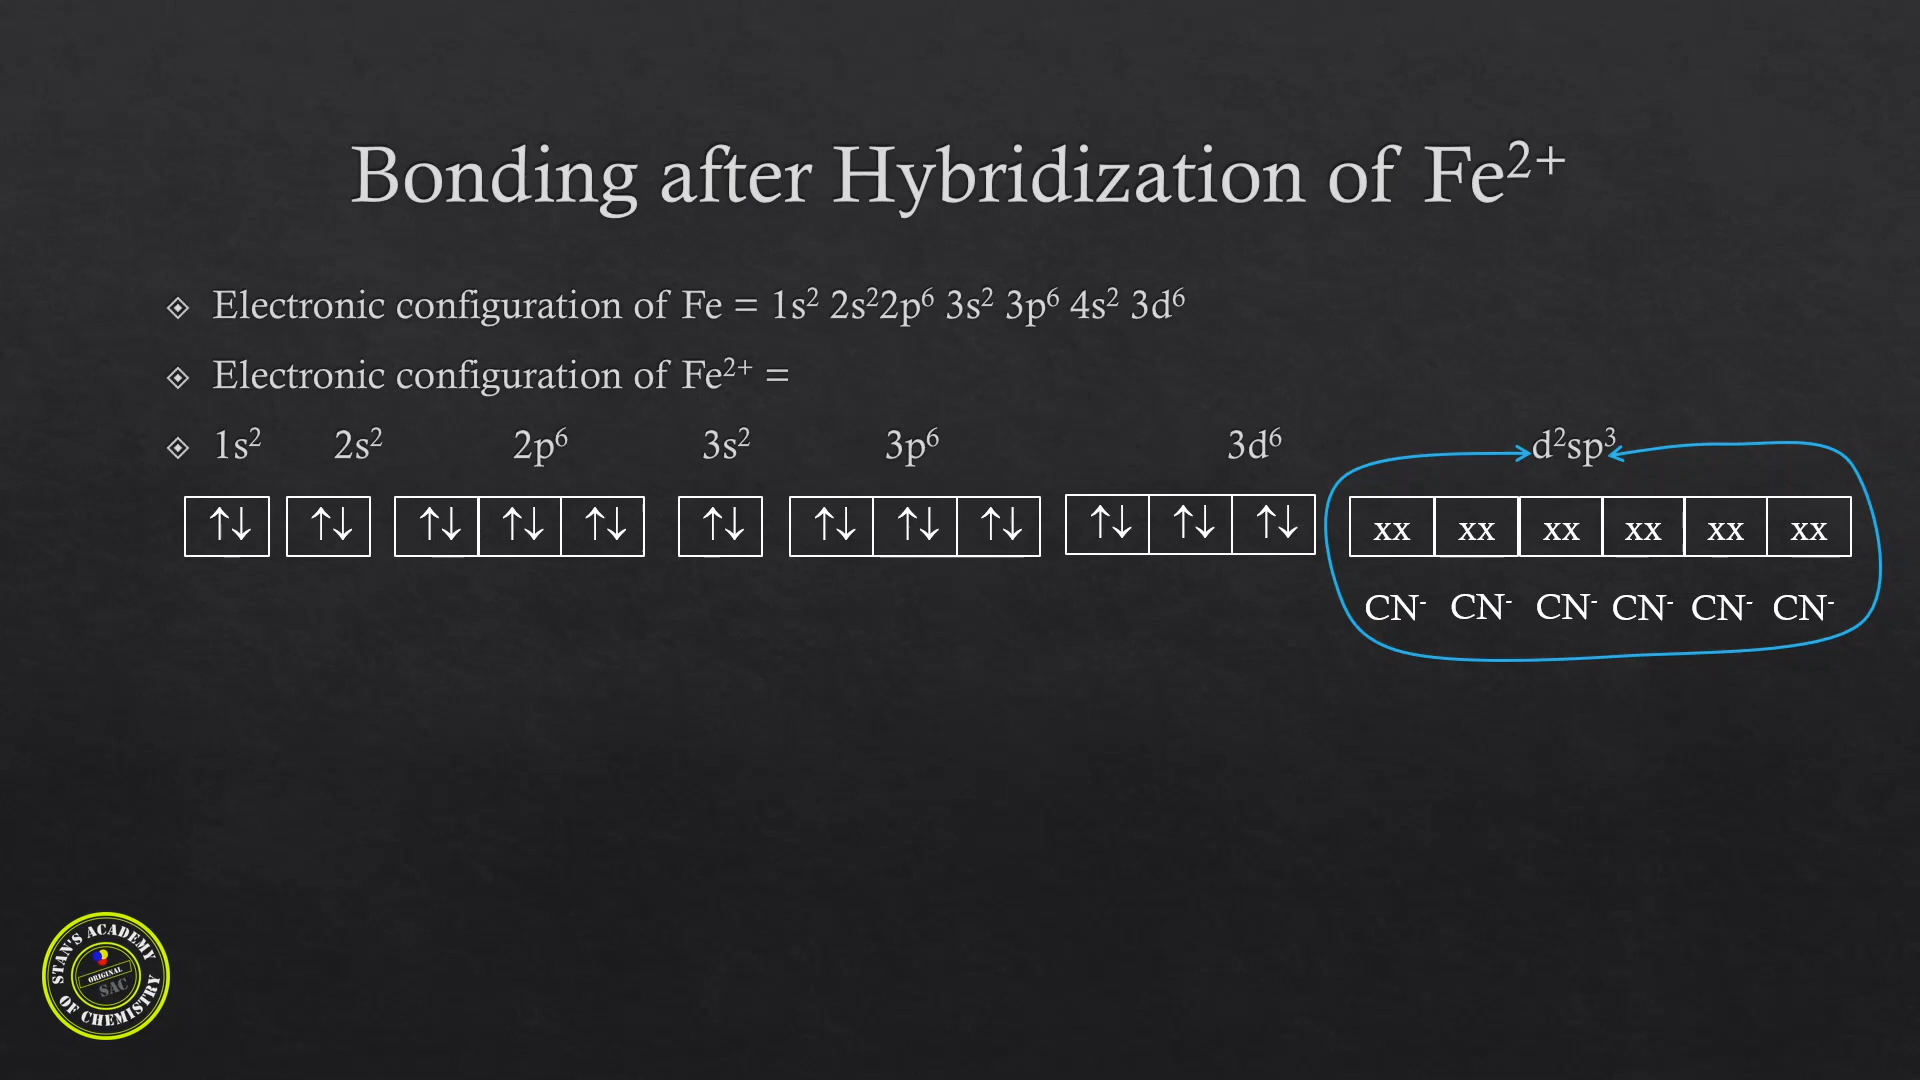 Bonding after Hybridization of Fe²⁺
Electronic configuration of Fe = 1s² 2s²2p⁶ 3s² 3p⁶ 4s² 3d⁶
Electronic configuration of Fe²⁺ =
1s² 2s² 2p⁶ 3s² 3p⁶ 3d⁶ d²sp³
↑↓ ↑↓ ↑↓ ↑↓ ↑↓ ↑↓ ↑↓ ↑↓ ↑↓ ↑↓ ↑↓ ↑↓ xx xx xx xx xx xx
CN⁻ CN⁻ CN⁻ CN⁻ CN⁻ CN⁻
STAN'S ACADEMY
ORIGINAL
SAC
OF CHEMISTRY